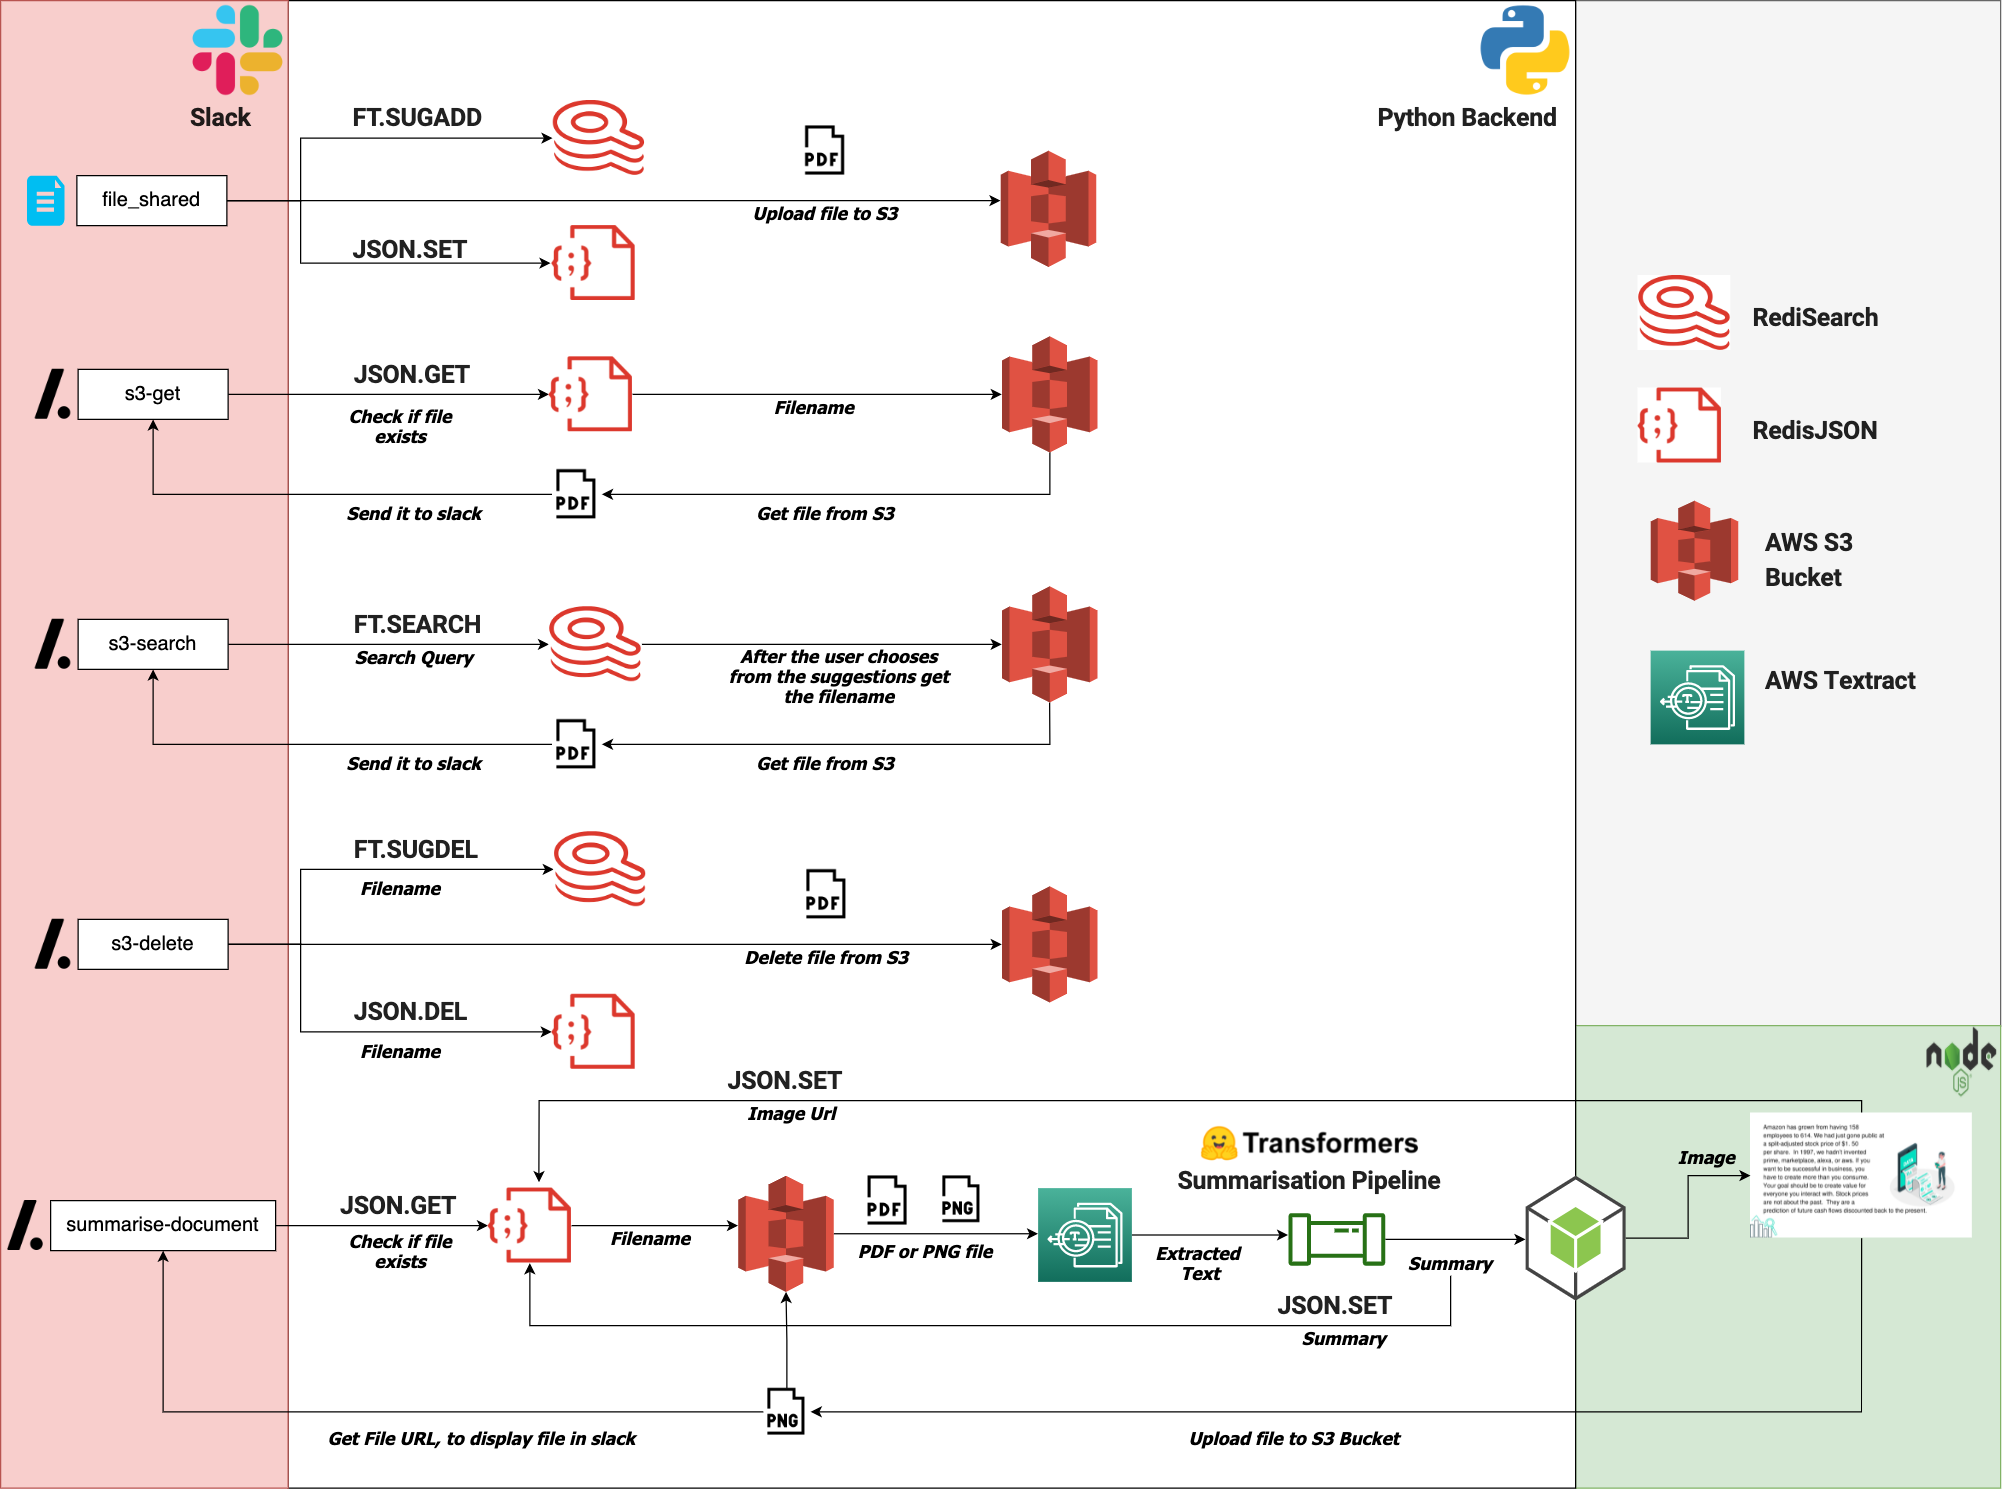 Slack
Python Backend
FT.SUGADD
PDF
file_shared
Upload file to S3
JSON.SET
{;}
RediSearch
s3-get
JSON.GET
{;}
Check if file
exists
Filename
{;}
RedisJSON
PDF
Send it to slack
Get file from S3
AWS S3
Bucket
s3-search
FT.SEARCH
Search Query
After the user chooses
from the suggestions get
the filename
T
AWS Textract
PDF
Send it to slack
Get file from S3
FT.SUGDEL
Filename
PDF
s3-delete
Delete file from S3
JSON.DEL
Filename
{;}
node
JS
JSON.SET
Image Url
Transformers
Summarisation Pipeline
Image
Amazon has grown from having 158
employees to 614. We had just gone public at
a split-adjusted stock price of $1. 50
per share. In 1997, we hadn't invented
prime, marketplace, alexa, or aws. If you
want to be successful in business, you
have to create more than you consume.
Your goal should be to create value for
everyone you interact with. Stock prices
are not about the past. They are a
prediction of future cash flows discounted back to the present.
summarise-document
JSON.GET
Check if file
exists
{;}
Filename
PDF
PNG
PDF or PNG file
T
Extracted
Text
Summary
JSON.SET
Summary
PNG
Get File URL, to display file in slack
Upload file to S3 Bucket